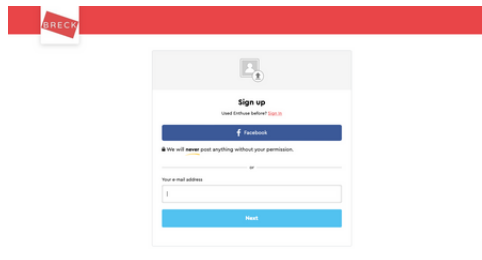 BRECK
Sign up
Used Enthuse before? Sign in
Facebook
We will never post anything without your permission.
or
Your e-mail address
Next